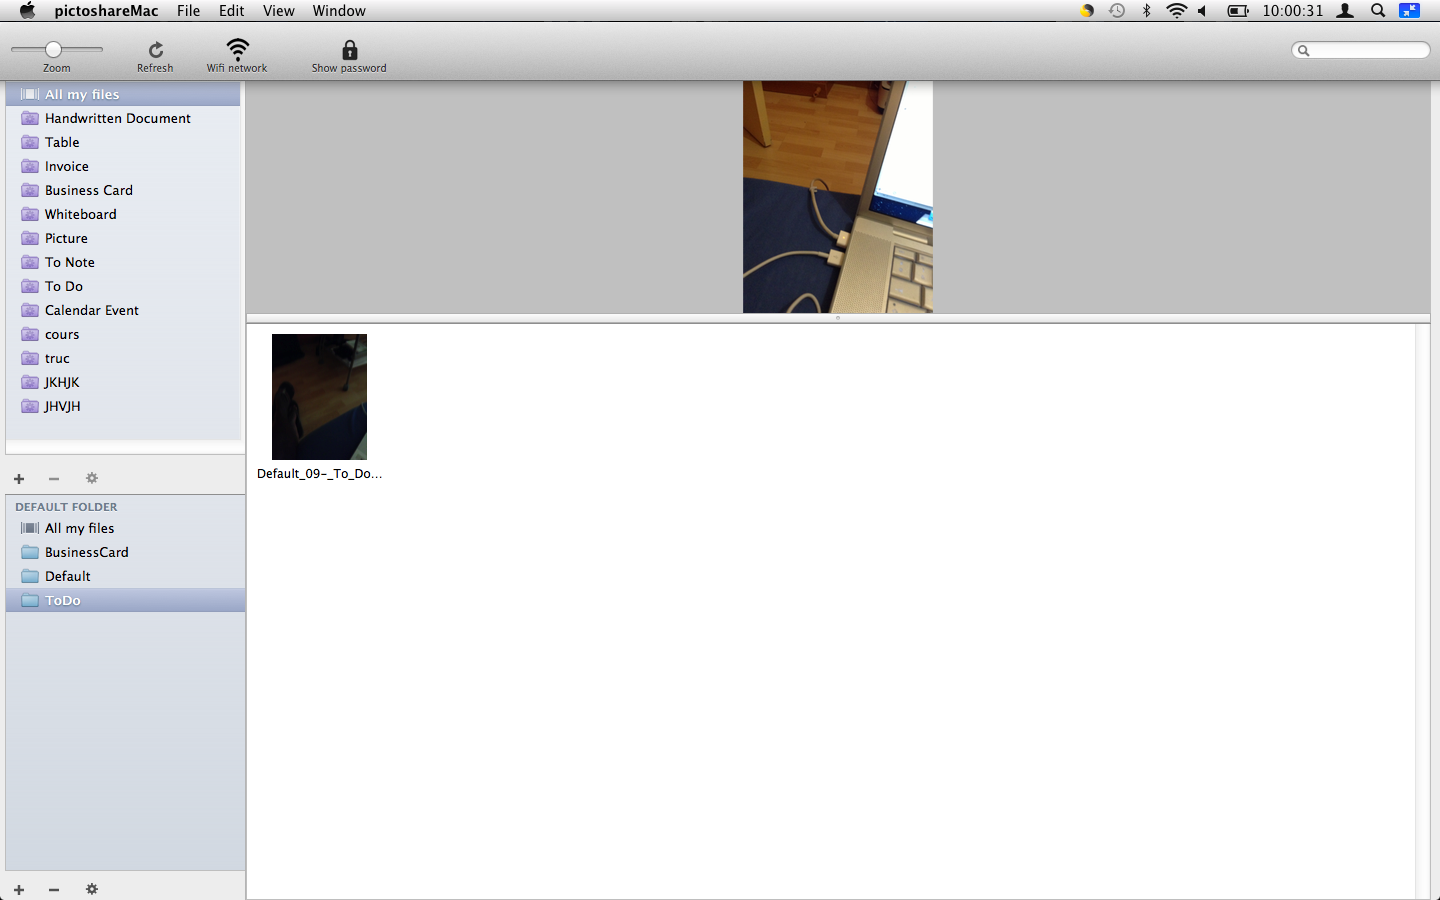 pictoshareMac File Edit View Window 10:00:31
Zoom Refresh Wifi network Show password
All my files
Handwritten Document
Table
Invoice
Business Card
Whiteboard
Picture
To Note
To Do
Calendar Event
cours
truc
JKHJK
JHVJH
Default_09-_To_Do...
DEFAULT FOLDER
All my files
BusinessCard
Default
ToDo